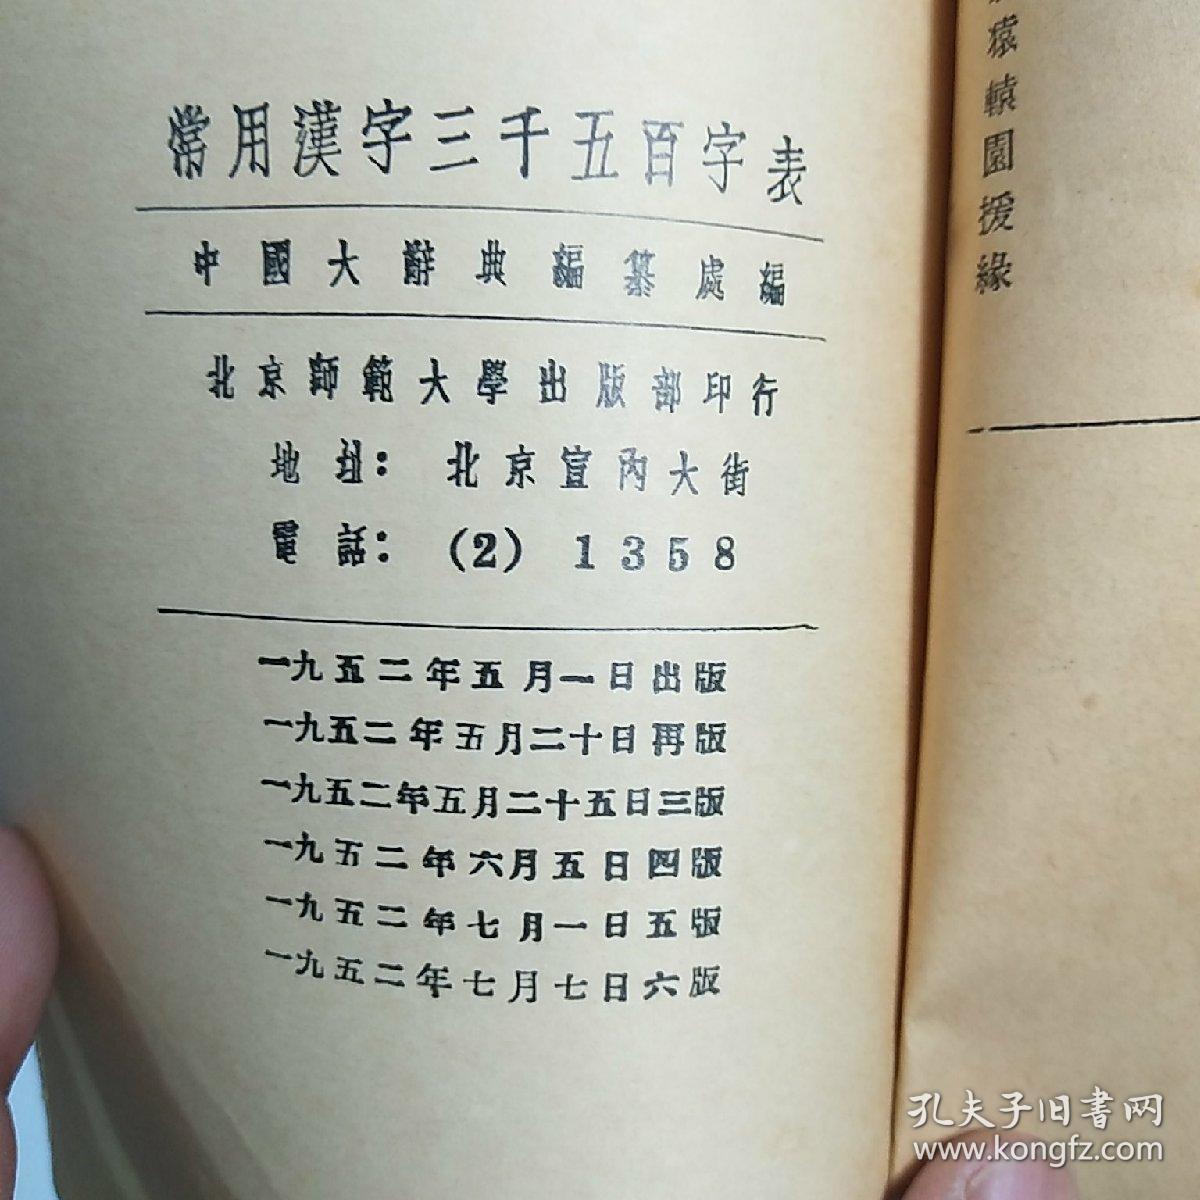 常用漢字三千五百字表
中國大辭典編纂處編
北京師範大學出版部印行
地址： 北京宣內大街
電話： (2) 1358
一九五二年五月一日出版
一九五二年五月二十日再版
一九五二年五月二十五日三版
一九五二年六月五日四版
一九五二年七月一日五版
一九五二年七月七日六版
猿轅園援緣
孔夫子旧書网
www.kongfz.com